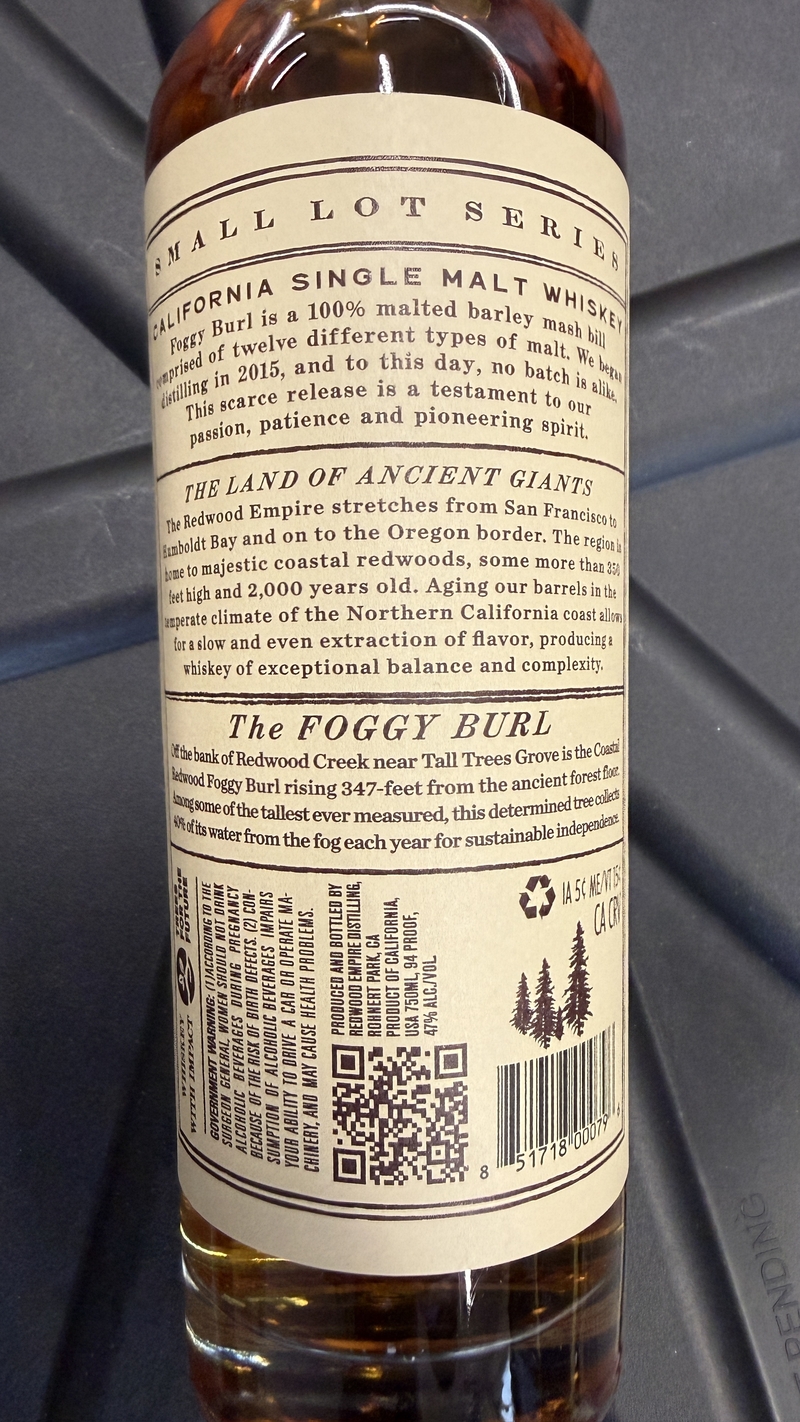 SMALL LOT SERIES
CALIFORNIA SINGLE MALT WHISKEY
Foggy Burl is a 100% malted barley mash bill
comprised of twelve different types of malt. We began
distilling in 2015, and to this day, no batch is alike.
This scarce release is a testament to our
passion, patience and pioneering spirit.
THE LAND OF ANCIENT GIANTS
The Redwood Empire stretches from San Francisco to
Humboldt Bay and on to the Oregon border. The region is
home to majestic coastal redwoods, some more than 350
feet high and 2,000 years old. Aging our barrels in the
temperate climate of the Northern California coast allows
for a slow and even extraction of flavor, producing a
whiskey of exceptional balance and complexity.
The FOGGY BURL
Off the bank of Redwood Creek near Tall Trees Grove is the Coastal
Redwood Foggy Burl rising 347-feet from the ancient forest floor.
Among some of the tallest ever measured, this determined tree collects
40% of its water from the fog each year for sustainable independence.
WHISKEY
WITH IMPACT
FOR THE
FUTURE
GOVERNMENT WARNING: (1) ACCORDING TO THE
SURGEON GENERAL, WOMEN SHOULD NOT DRINK
ALCOHOLIC BEVERAGES DURING PREGNANCY
BECAUSE OF THE RISK OF BIRTH DEFECTS. (2) CON-
SUMPTION OF ALCOHOLIC BEVERAGES IMPAIRS
YOUR ABILITY TO DRIVE A CAR OR OPERATE MA-
CHINERY, AND MAY CAUSE HEALTH PROBLEMS.
PRODUCED AND BOTTLED BY
REDWOOD EMPIRE DISTILLING,
ROHNERT PARK, CA
PRODUCT OF CALIFORNIA,
USA 750ML, 94 PROOF,
47% ALC/VOL
IA 5¢ ME/VT 15¢
CA CRV
8 51718 00079 6
PENDING